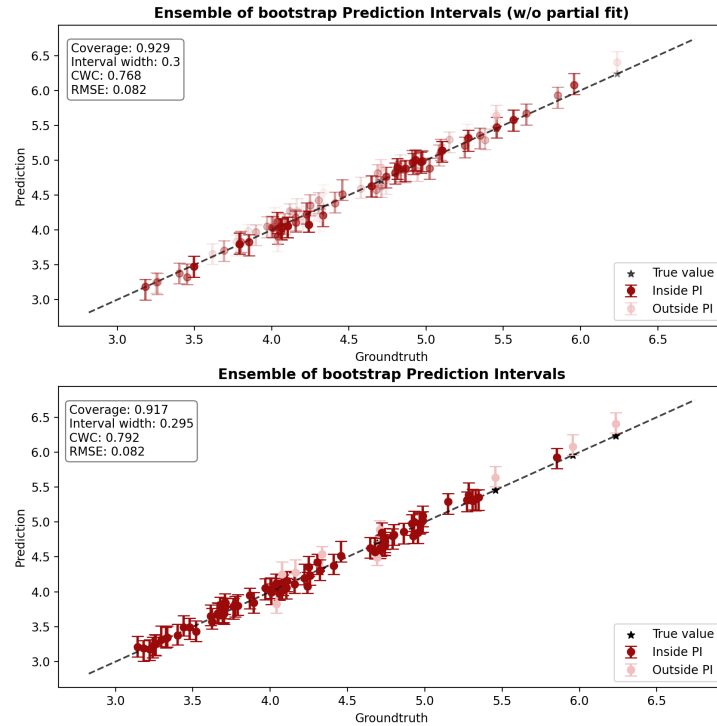 Ensemble of bootstrap Prediction Intervals (w/o partial fit)
Coverage: 0.929
Interval width: 0.3
CWC: 0.768
RMSE: 0.082
6.5
6.0
5.5
5.0
4.5
4.0
3.5
3.0
Prediction
True value
Inside PI
Outside PI
3.0 3.5 4.0 4.5 5.0 5.5 6.0 6.5
Groundtruth
Ensemble of bootstrap Prediction Intervals
Coverage: 0.917
Interval width: 0.295
CWC: 0.792
RMSE: 0.082
6.5
6.0
5.5
5.0
4.5
4.0
3.5
3.0
Prediction
True value
Inside PI
Outside PI
3.0 3.5 4.0 4.5 5.0 5.5 6.0 6.5
Groundtruth